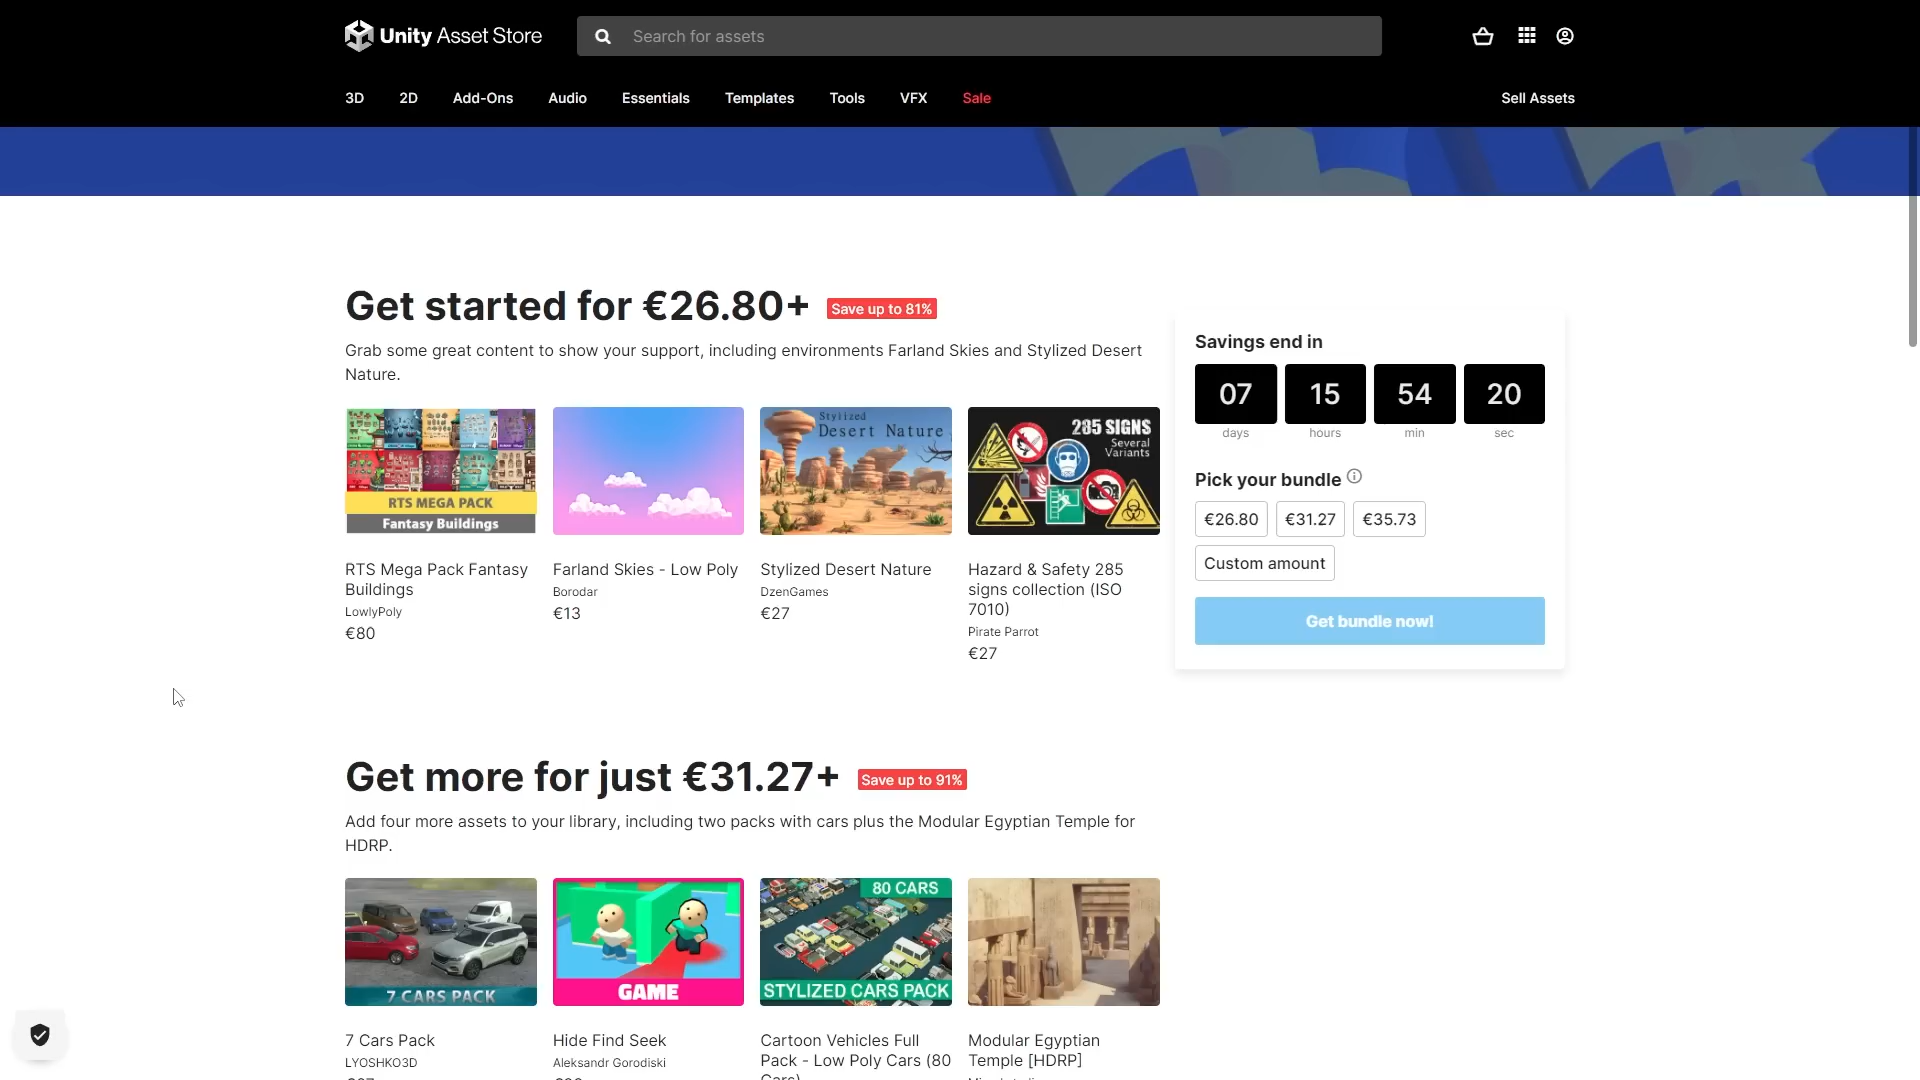 Unity Asset Store
Search for assets
3D
2D
Add-Ons
Audio
Essentials
Templates
Tools
VFX
Sale
Sell Assets
Get started for €26.80+
Save up to 81%
Grab some great content to show your support, including environments Farland Skies and Stylized Desert
Nature.
RTS MEGA PACK
Fantasy Buildings
Stylized
Desert Nature
285 SIGNS
Several
Variants
RTS Mega Pack Fantasy
Buildings
LowlyPoly
€80
Farland Skies - Low Poly
Borodar
€13
Stylized Desert Nature
DzenGames
€27
Hazard & Safety 285
signs collection (ISO
7010)
Pirate Parrot
€27
Savings end in
07
15
54
20
days
hours
min
sec
Pick your bundle
€26.80
€31.27
€35.73
Custom amount
Get bundle now!
Get more for just €31.27+
Save up to 91%
Add four more assets to your library, including two packs with cars plus the Modular Egyptian Temple for
HDRP.
7 CARS PACK
GAME
80 CARS
STYLIZED CARS PACK
7 Cars Pack
LYOSHKO3D
Hide Find Seek
Aleksandr Gorodiski
Cartoon Vehicles Full
Pack - Low Poly Cars (80
Cars)
Modular Egyptian
Temple [HDRP]